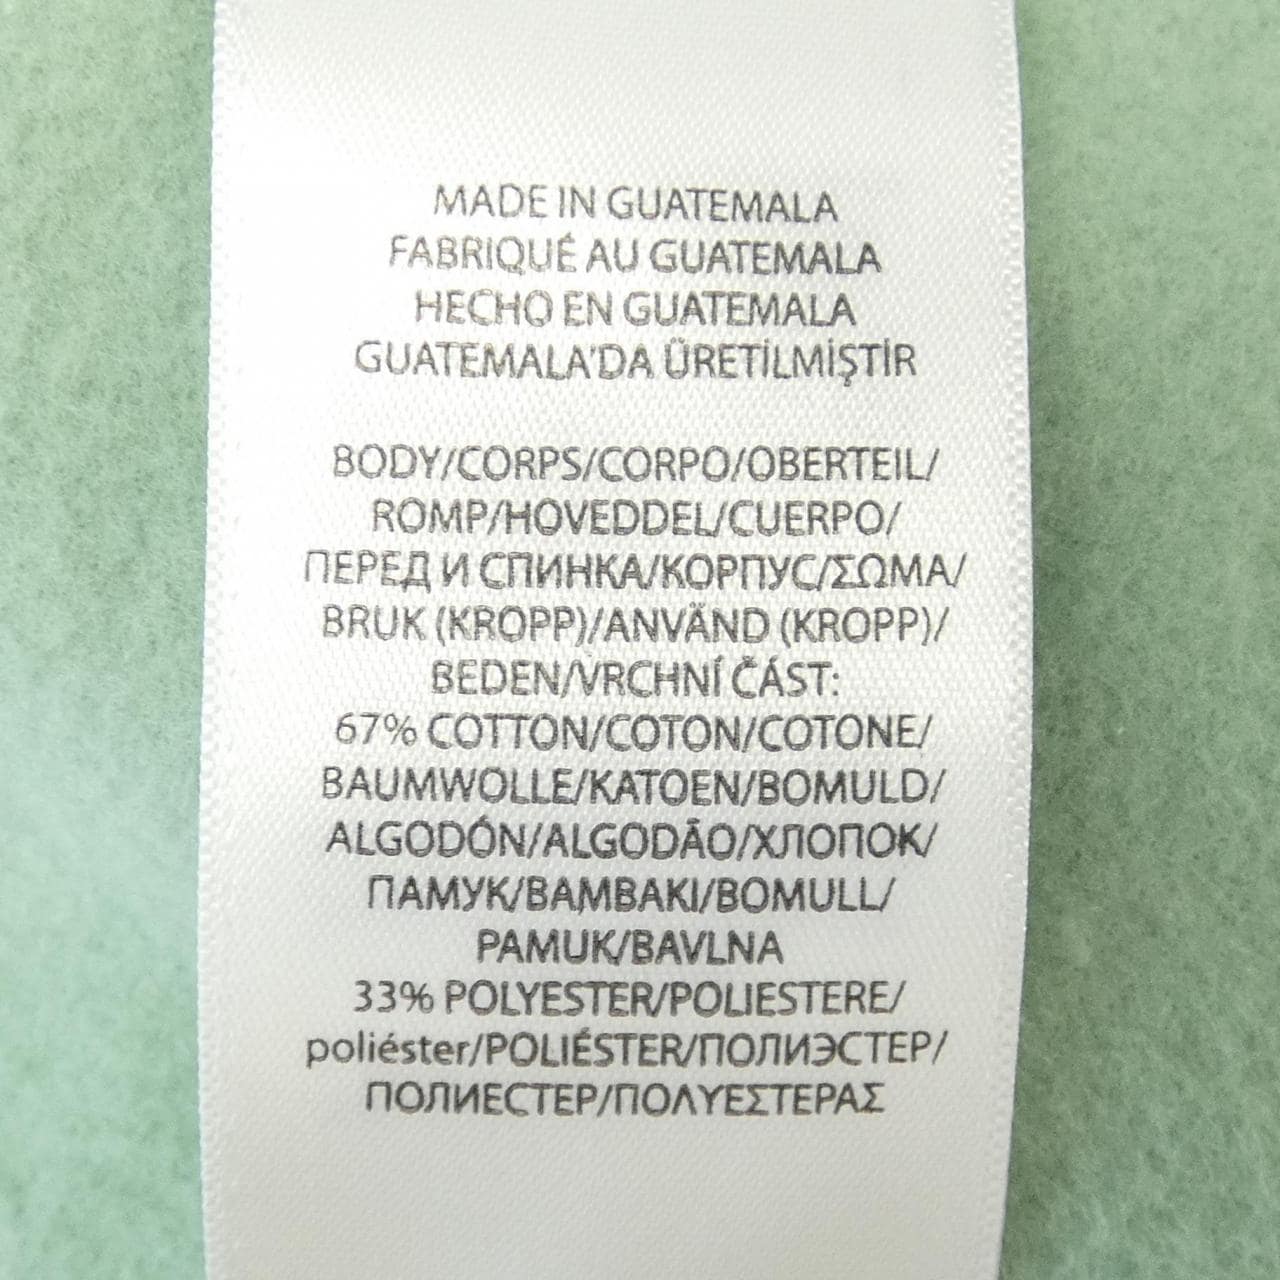 MADE IN GUATEMALA
FABRIQUÉ AU GUATEMALA
HECHO EN GUATEMALA
GUATEMALA'DA ÜRETİLMİŞTİR
BODY/CORPS/CORPO/OBERTEIL/
ROMP/HOVEDDEL/CUERPO/
ПЕРЕД И СПИНКА/КОРПУС/ΣΩΜΑ/
BRUK (KROPP)/ANVÄND (KROPP)/
BEDEN/VRCHNÍ ČÁST:
67% COTTON/COTON/COTONE/
BAUMWOLLE/KATOEN/BOMULD/
ALGODÓN/ALGODÃO/ХЛОПОК/
ПАМУК/BAMBAKI/BOMULL/
PAMUK/BAVLNA
33% POLYESTER/POLIESTERE/
poliéster/POLIÉSTER/ПОЛИЭСТЕР/
ПОЛИЕСТЕР/ΠΟΛΥΕΣΤΕΡΑΣ